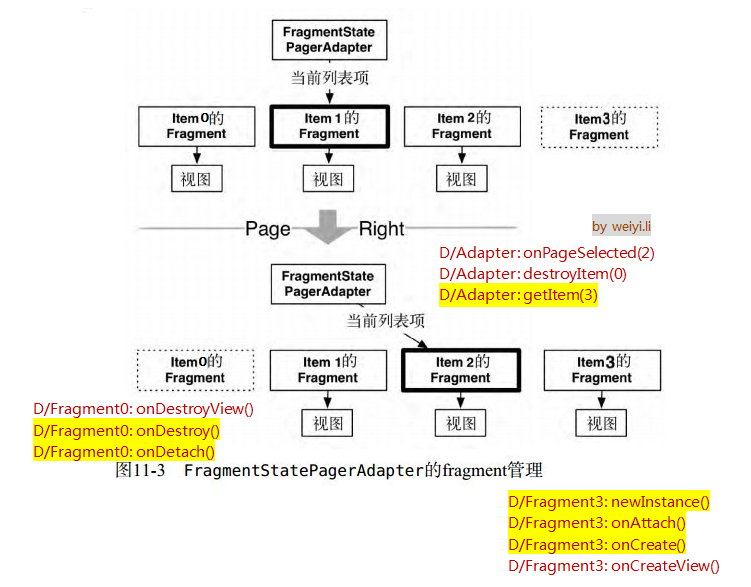 FragmentState
PagerAdapter
当前列表项
Item0的
Fragment
Item 1的
Fragment
Item 2的
Fragment
Item3的
Fragment
视图
视图
视图
Page
Right
by weiyi.li
D/Adapter: onPageSelected(2)
D/Adapter: destroyItem(0)
D/Adapter: getItem(3)
FragmentState
PagerAdapter
当前列表项
Item0的
Fragment
Item 1的
Fragment
Item 2的
Fragment
Item3的
Fragment
视图
视图
视图
D/Fragment0: onDestroyView()
D/Fragment0: onDestroy()
D/Fragment0: onDetach()
图11-3 FragmentStatePagerAdapter的fragment管理
D/Fragment3: newInstance()
D/Fragment3: onAttach()
D/Fragment3: onCreate()
D/Fragment3: onCreateView()